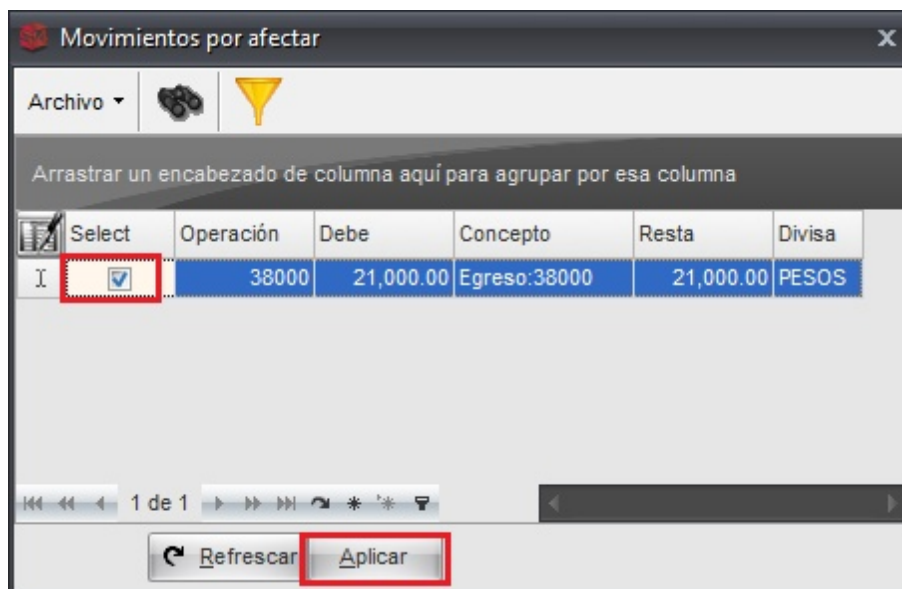 Movimientos por afectar
Archivo
Arrastrar un encabezado de columna aquí para agrupar por esa columna
Select Operación Debe Concepto Resta Divisa
38000 21,000.00 Egreso:38000 21,000.00 PESOS
1 de 1
Refrescar Aplicar